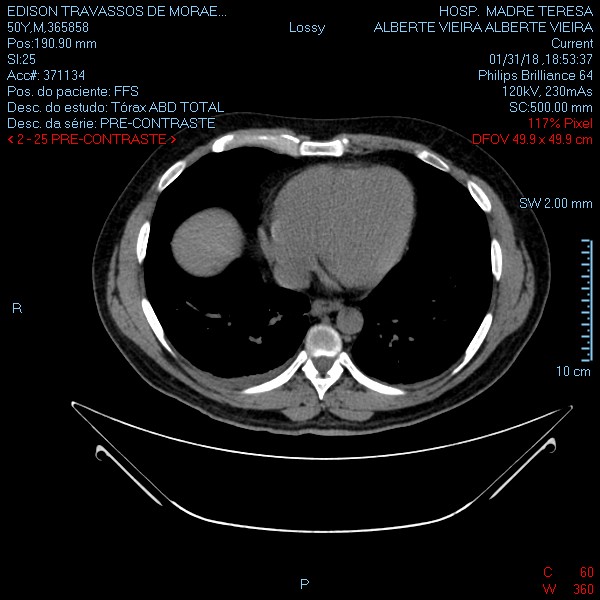 EDISON TRAVASSOS DE MORAE...
50Y,M,365858
Pos:190.90 mm
Sl:25
Acc#: 371134
Pos. do paciente: FFS
Desc. do estudo: Tórax ABD TOTAL
Desc. da série: PRE-CONTRASTE
< 2 - 25 PRE-CONTRASTE >
Lossy
HOSP. MADRE TERESA
ALBERTE VIEIRA ALBERTE VIEIRA
Current
01/31/18 ,18:53:37
Philips Brilliance 64
120kV, 230mAs
SC:500.00 mm
117% Pixel
DFOV 49.9 x 49.9 cm
SW 2.00 mm
R
10 cm
P
C 60
W 360